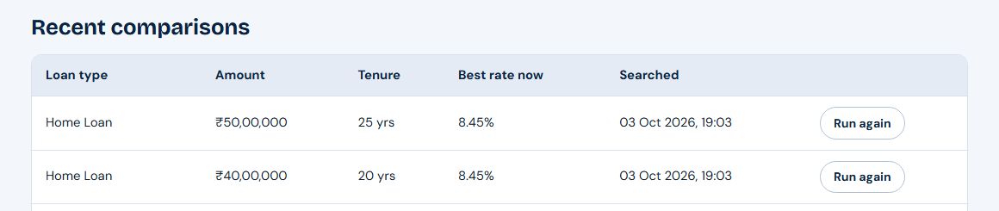 Recent comparisons
Loan type Amount Tenure Best rate now Searched
Home Loan ₹50,00,000 25 yrs 8.45% 03 Oct 2026, 19:03 Run again
Home Loan ₹40,00,000 20 yrs 8.45% 03 Oct 2026, 19:03 Run again